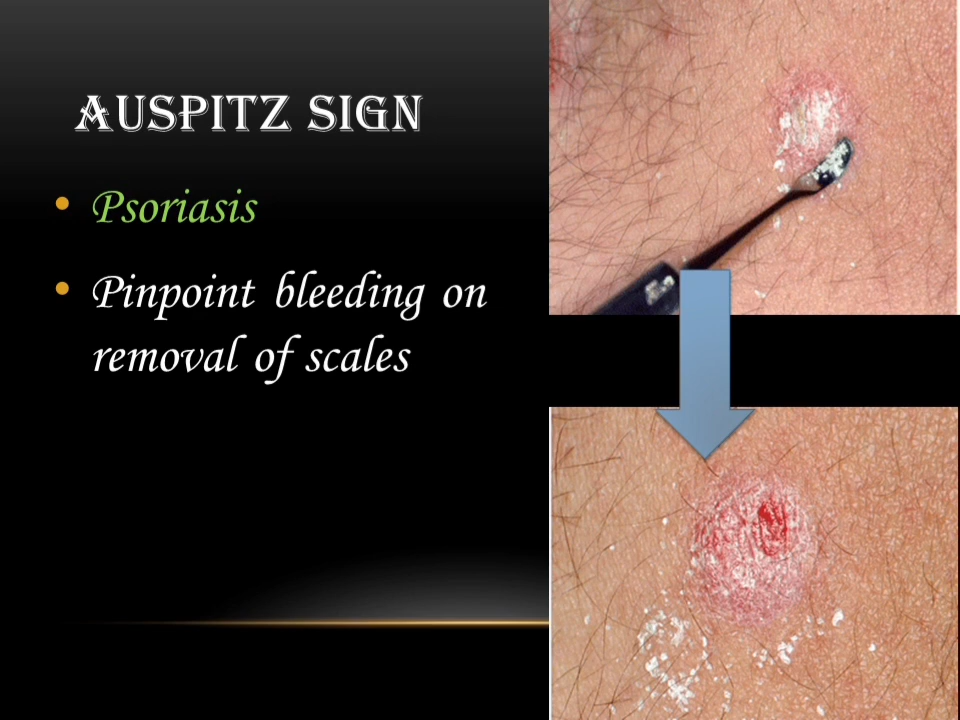 AUSPITZ SIGN
• Psoriasis
• Pinpoint bleeding on
removal of scales